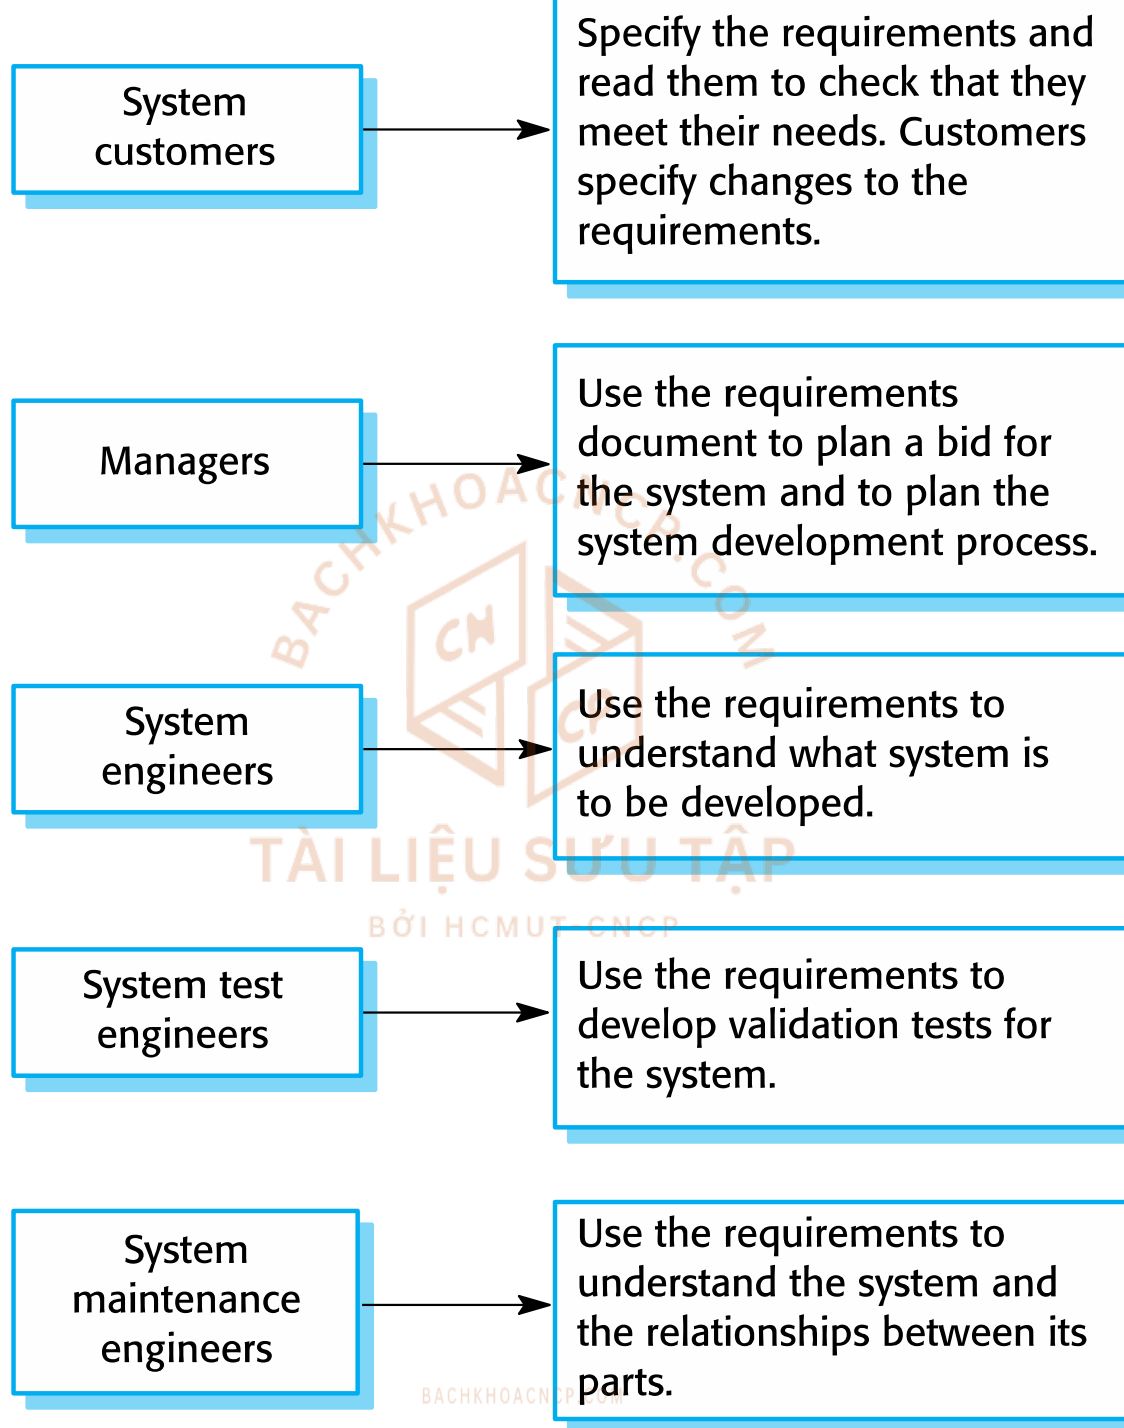 System
customers
Specify the requirements and
read them to check that they
meet their needs. Customers
specify changes to the
requirements.
Managers
Use the requirements
document to plan a bid for
the system and to plan the
system development process.
BACHKHOACNCP.COM
CN
CP
System
engineers
Use the requirements to
understand what system is
to be developed.
TÀI LIỆU SƯU TẬP
BỞI HCMUT-CNCP
System test
engineers
Use the requirements to
develop validation tests for
the system.
System
maintenance
engineers
Use the requirements to
understand the system and
the relationships between its
parts.
BACHKHOACNCP.COM